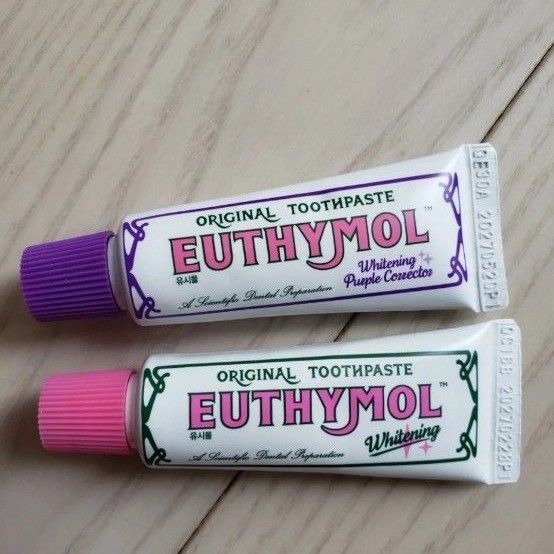 ORIGINAL TOOTHPASTE
EUTHYMOL™
유시몰
Whitening
Purple Corrector
A Scientific Dental Preparation
ORIGINAL TOOTHPASTE
EUTHYMOL™
유시몰
Whitening
A Scientific Dental Preparation